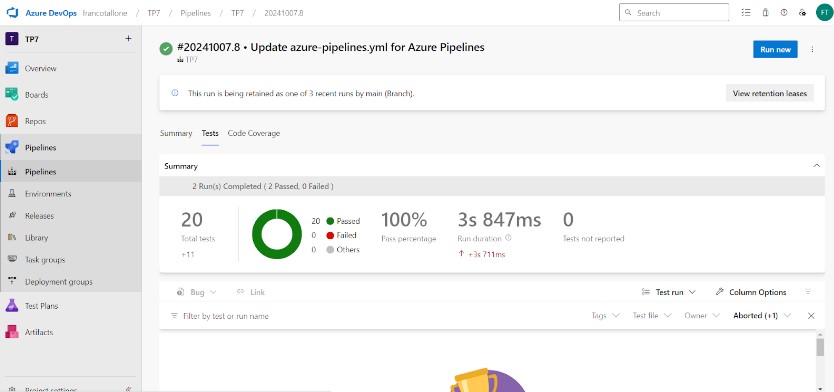 Azure DevOps francotallone / TP7 / Pipelines / TP7 / 20241007.8 Search FT
T TP7 +
Overview
Boards
Repos
Pipelines
Pipelines
Environments
Releases
Library
Task groups
Deployment groups
Test Plans
Artifacts
Project settings
#20241007.8 • Update azure-pipelines.yml for Azure Pipelines
TP7
Run new
This run is being retained as one of 3 recent runs by main (Branch).
View retention leases
Summary Tests Code Coverage
Summary
2 Run(s) Completed ( 2 Passed, 0 Failed )
20
Total tests
+11
20 Passed
0 Failed
0 Others
100%
Pass percentage
3s 847ms
Run duration
+3s 711ms
0
Tests not reported
Bug Link Test run Column Options
Filter by test or run name Tags Test file Owner Aborted (+1)